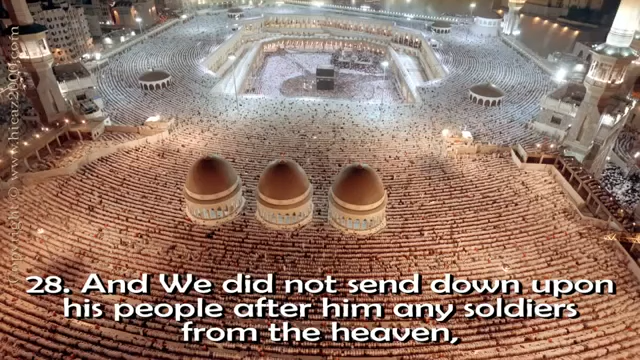 28. And We did not send down upon
his people after him any soldiers
from the heaven,